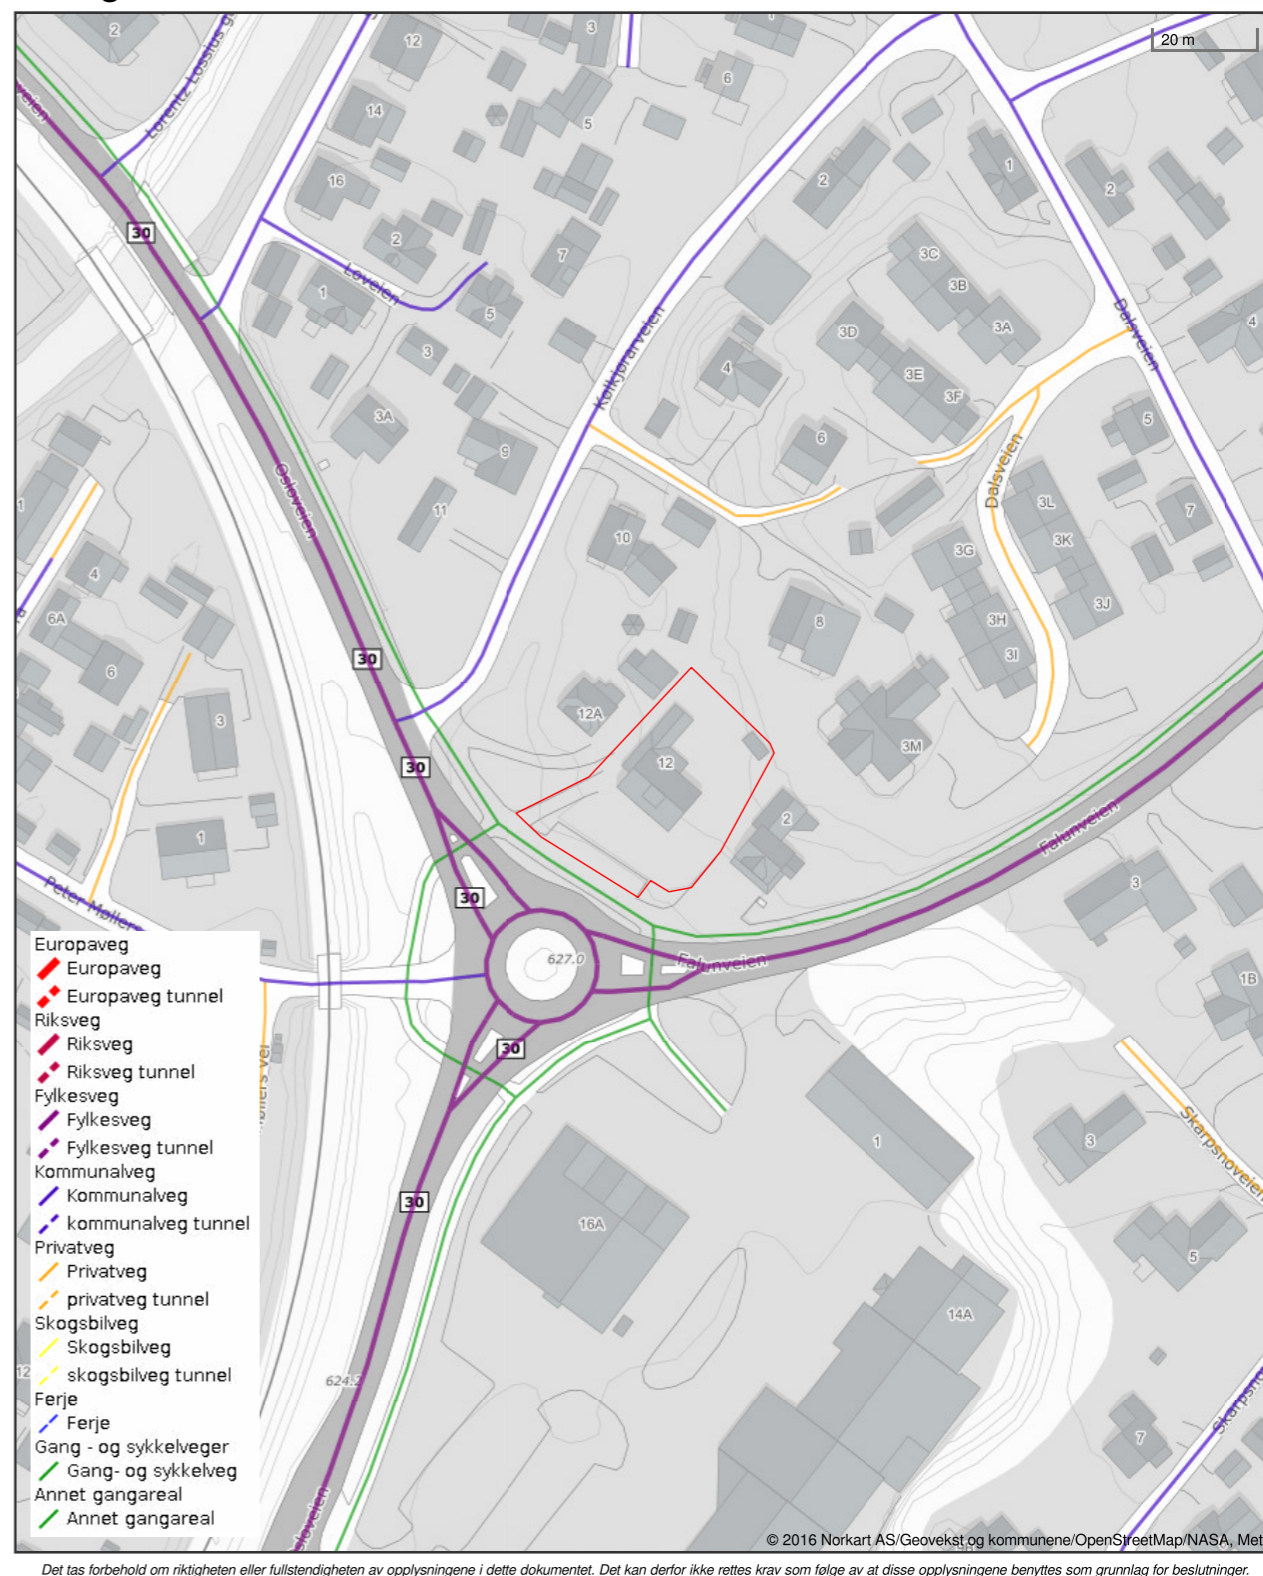 2
12
3
1
20 m
6
14
5
Lorentz Lossius g
veien
16
2
1
2
30
2
7
3C
3B
Løveien
1
5
3A
3D
4
Dalsveien
Kølkjørarveien
3
4
3E
3F
3A
6
5
9
Osloveien
Dalsveien
3L
1
11
7
10
3K
3G
4
3J
6A
8
3H
3I
30
6
12A
3
3M
12
30
2
1
Falunveien
3
Peter Møllers
30
627.0
Falunveien
1B
30
1
3
Skarpsnoveien
30
16A
5
14A
624.2
12
7
Skarpsno
sloveien
Europaveg
Europaveg
Europaveg tunnel
Riksveg
Riksveg
Riksveg tunnel
Fylkesveg
Fylkesveg
Fylkesveg tunnel
Kommunalveg
Kommunalveg
kommunalveg tunnel
Privatveg
Privatveg
privatveg tunnel
Skogsbilveg
Skogsbilveg
skogsbilveg tunnel
Ferje
Ferje
Gang - og sykkelveger
Gang- og sykkelveg
Annet gangareal
Annet gangareal
© 2016 Norkart AS/Geovekst og kommunene/OpenStreetMap/NASA, Met
Det tas forbehold om riktigheten eller fullstendigheten av opplysningene i dette dokumentet. Det kan derfor ikke rettes krav som følge av at disse opplysningene benyttes som grunnlag for beslutninger.